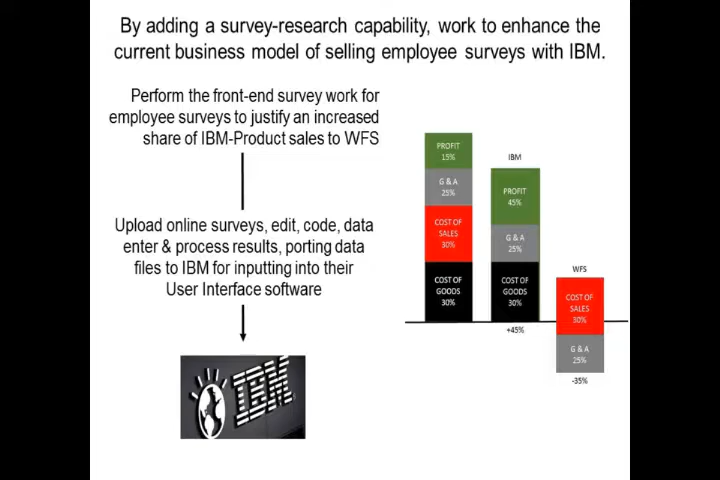 By adding a survey-research capability, work to enhance the
current business model of selling employee surveys with IBM.
Perform the front-end survey work for
employee surveys to justify an increased
share of IBM-Product sales to WFS
Upload online surveys, edit, code, data
enter & process results, porting data
files to IBM for inputting into their
User Interface software
IBM
PROFIT
15%
G & A
25%
COST OF
SALES
30%
COST OF
GOODS
30%
IBM
PROFIT
45%
G & A
25%
COST OF
GOODS
30%
+45%
WFS
COST OF
SALES
30%
G & A
25%
-35%